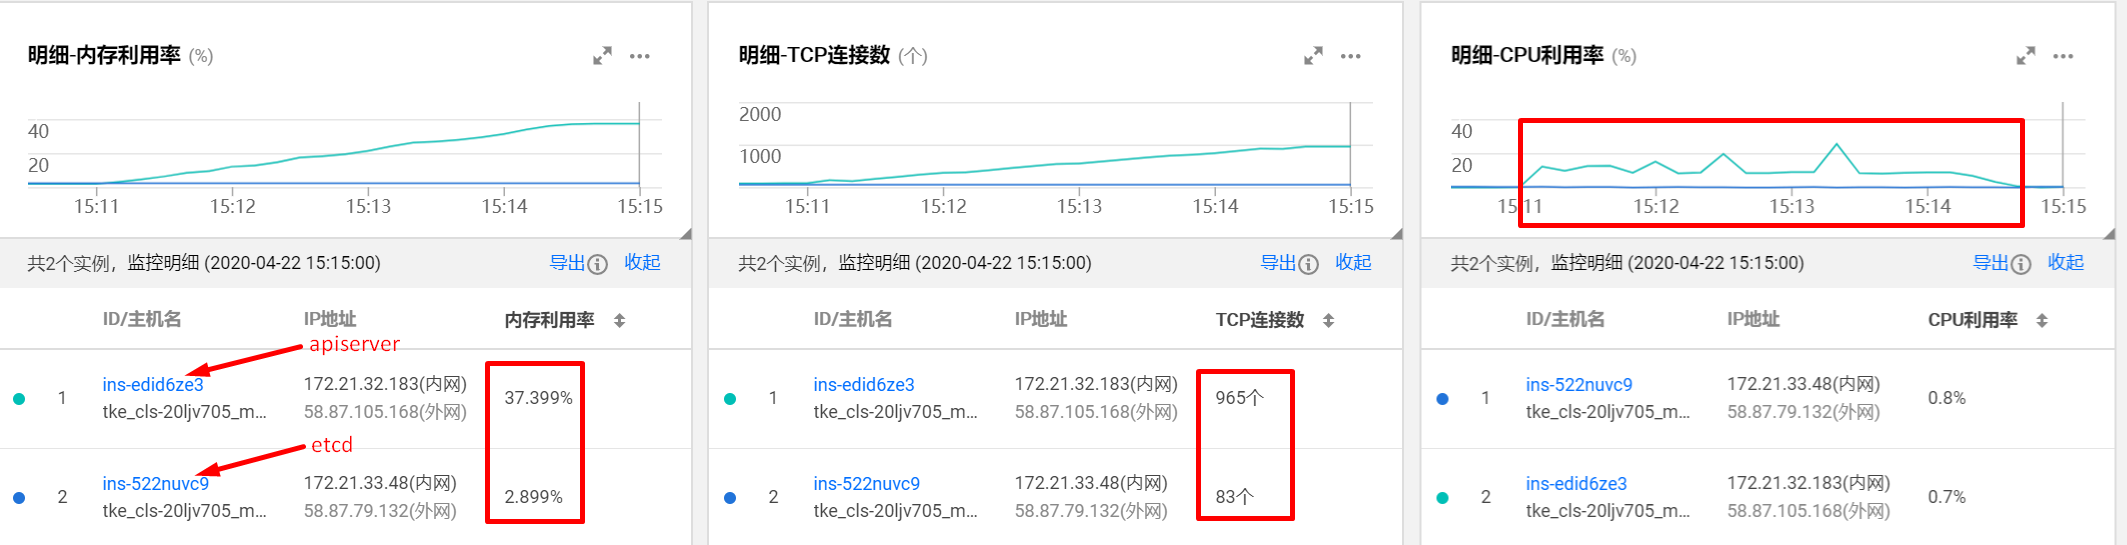 明细-内存利用率 (%)
40
20
15:11 15:12 15:13 15:14 15:15
共2个实例，监控明细 (2020-04-22 15:15:00) 导出 收起
ID/主机名 IP地址 内存利用率
apiserver
1 ins-edid6ze3 172.21.32.183(内网) 37.399%
tke_cls-20ljv705_m... 58.87.105.168(外网)
etcd
2 ins-522nuvc9 172.21.33.48(内网) 2.899%
tke_cls-20ljv705_m... 58.87.79.132(外网)
明细-TCP连接数 (个)
2000
1000
15:11 15:12 15:13 15:14 15:15
共2个实例，监控明细 (2020-04-22 15:15:00) 导出 收起
ID/主机名 IP地址 TCP连接数
1 ins-edid6ze3 172.21.32.183(内网) 965个
tke_cls-20ljv705_m... 58.87.105.168(外网)
2 ins-522nuvc9 172.21.33.48(内网) 83个
tke_cls-20ljv705_m... 58.87.79.132(外网)
明细-CPU利用率 (%)
40
20
15:11 15:12 15:13 15:14 15:15
共2个实例，监控明细 (2020-04-22 15:15:00) 导出 收起
ID/主机名 IP地址 CPU利用率
1 ins-522nuvc9 172.21.33.48(内网) 0.8%
tke_cls-20ljv705_m... 58.87.79.132(外网)
2 ins-edid6ze3 172.21.32.183(内网) 0.7%
tke_cls-20ljv705_m... 58.87.105.168(外网)